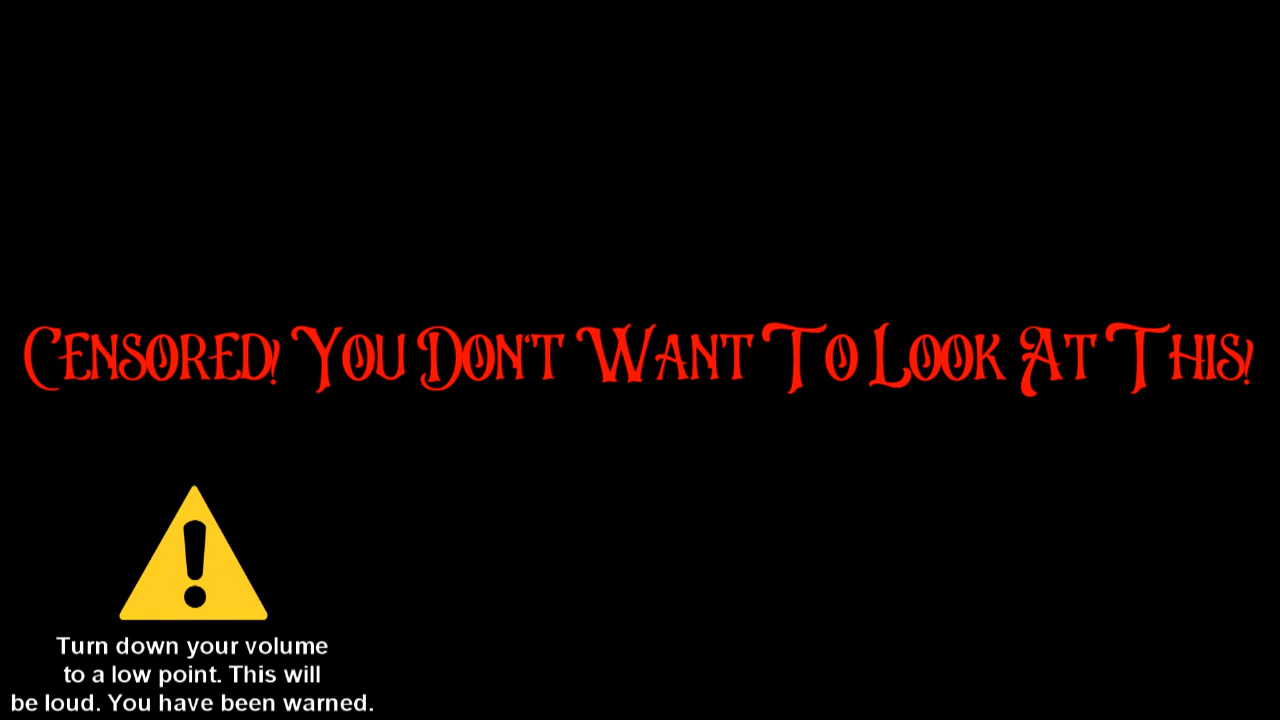 Censored! You Don't Want To Look At This!
Turn down your volume
to a low point. This will
be loud. You have been warned.